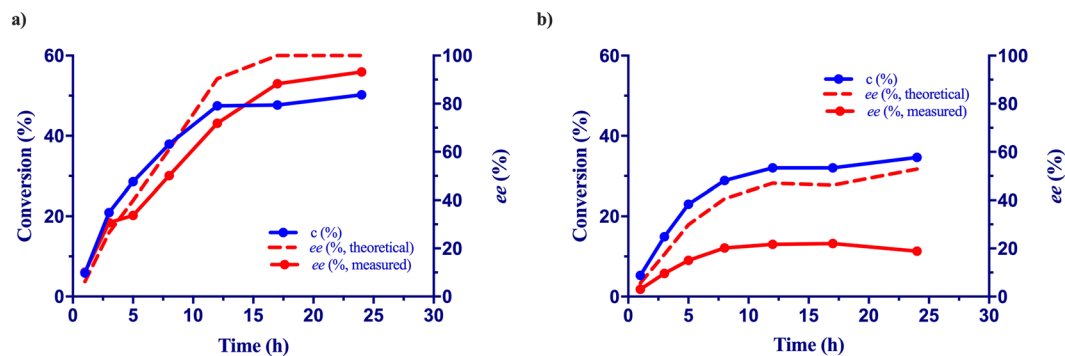 a)
Conversion (%)
60
40
20
0
100
80
60
40
20
0
ee (%)
c (%)
ee (%, theoretical)
ee (%, measured)
0 5 10 15 20 25 30
Time (h)
b)
Conversion (%)
60
40
20
0
100
80
60
40
20
0
ee (%)
c (%)
ee (%, theoretical)
ee (%, measured)
0 5 10 15 20 25 30
Time (h)